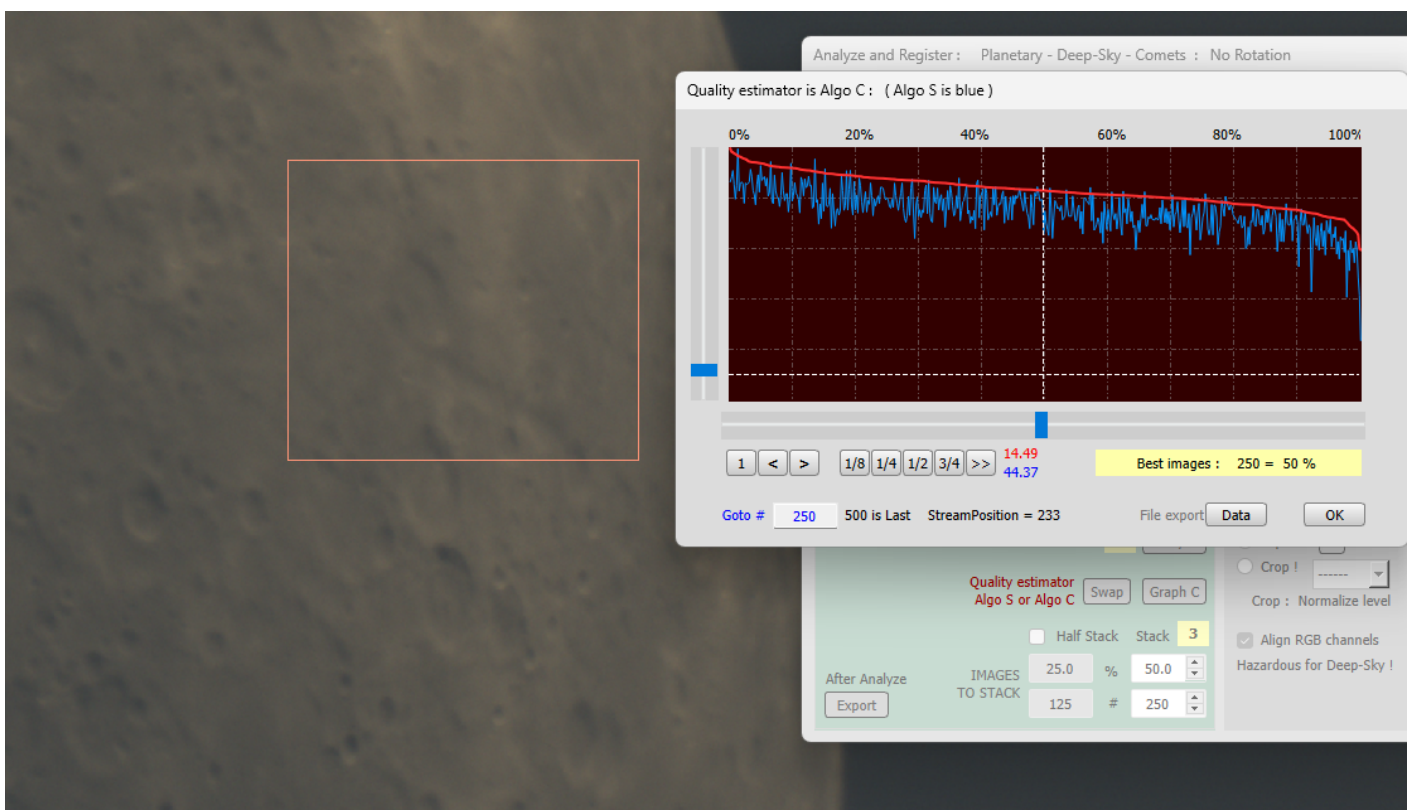 Analyze and Register :   Planetary - Deep-Sky - Comets  :  No Rotation
Quality estimator is Algo C :  ( Algo S is blue )
0% 20% 40% 60% 80% 100%
1 < > 1/8 1/4 1/2 3/4 >> 14.49
44.37
Best images :   250 =  50 %
Goto # 250 500 is Last StreamPosition = 233 File export Data OK
Crop ! ------
Quality estimator
Algo S or Algo C Swap Graph C
Crop :  Normalize level
Half Stack Stack 3
Align RGB channels
Hazardous for Deep-Sky !
After Analyze
Export
IMAGES
TO STACK
25.0 % 50.0
125 # 250